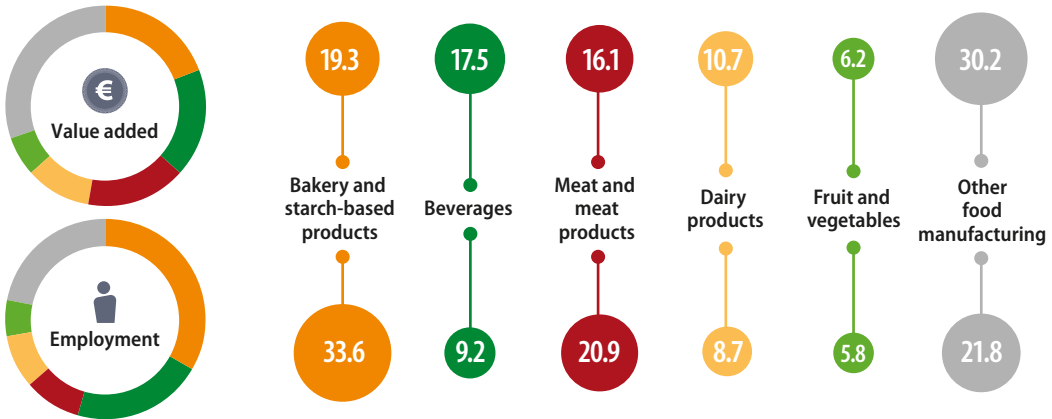 €
Value added
19.3
17.5
16.1
10.7
6.2
30.2
Bakery and
starch-based
products
Beverages
Meat and
meat
products
Dairy
products
Fruit and
vegetables
Other
food
manufacturing
Employment
33.6
9.2
20.9
8.7
5.8
21.8